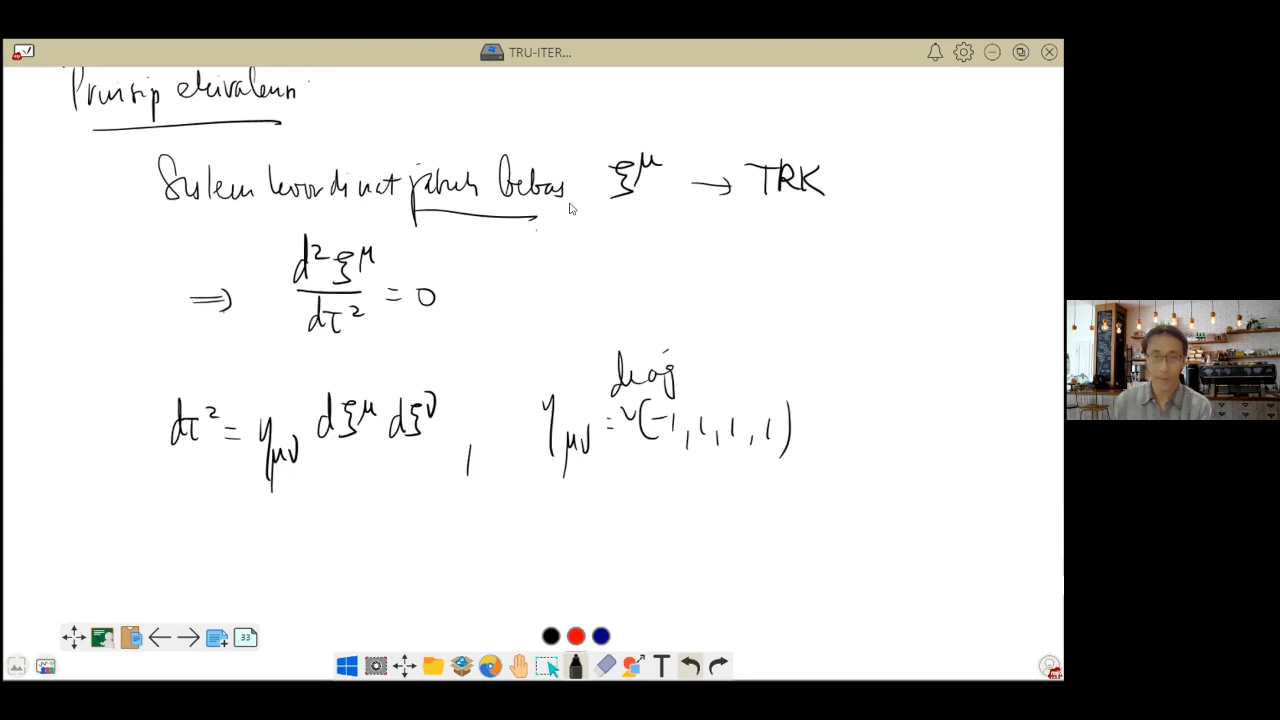 TRU-ITER...
Prinsip ekivalensi
Sistem koordinat jatuh bebas ξ^μ → TRK
⇒ d²ξ^μ/dτ² = 0
diag
dτ² = η_μν dξ^μ dξ^ν , η_μν = (-1, 1, 1, 1)
33